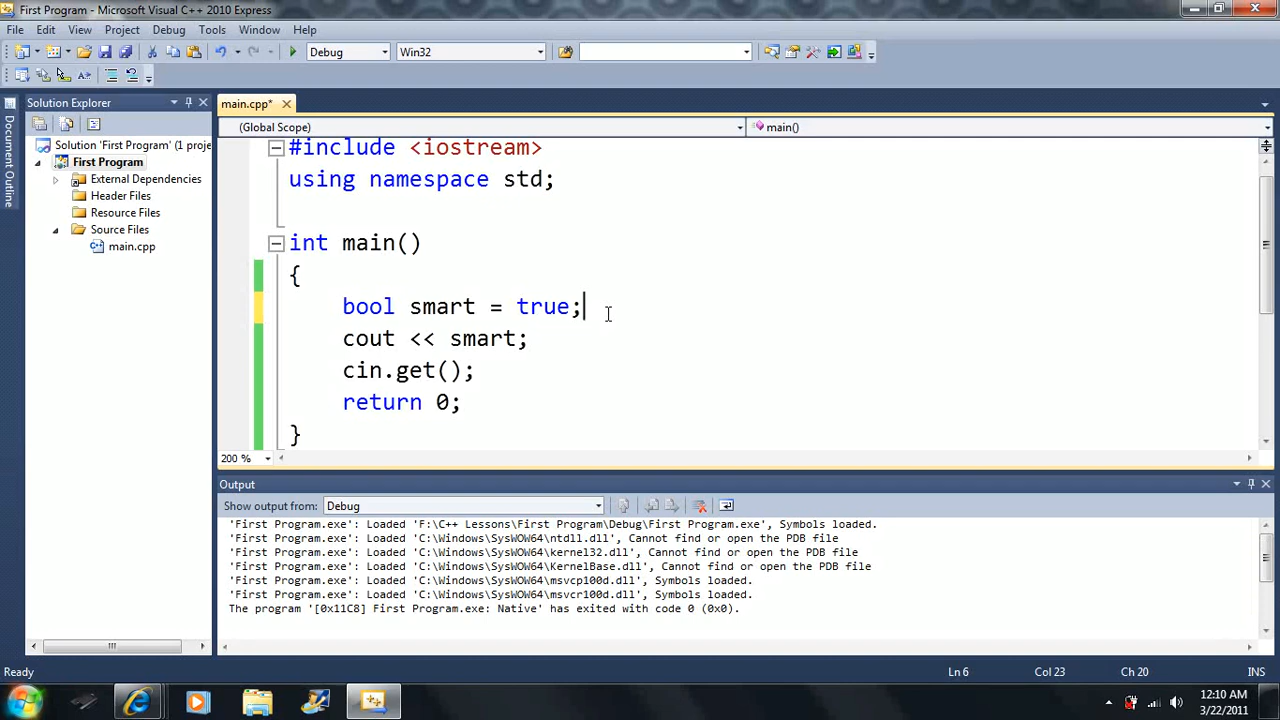 First Program - Microsoft Visual C++ 2010 Express
File Edit View Project Debug Tools Window Help
Debug Win32
Solution Explorer
main.cpp*
Document Outline
(Global Scope) main()
Solution 'First Program' (1 proje
First Program
External Dependencies
Header Files
Resource Files
Source Files
main.cpp
#include <iostream>
using namespace std;
int main()
{
bool smart = true;
cout << smart;
cin.get();
return 0;
}
200 %
Output
Show output from: Debug
'First Program.exe': Loaded 'F:\C++ Lessons\First Program\Debug\First Program.exe', Symbols loaded.
'First Program.exe': Loaded 'C:\Windows\SysWOW64\ntdll.dll', Cannot find or open the PDB file
'First Program.exe': Loaded 'C:\Windows\SysWOW64\kernel32.dll', Cannot find or open the PDB file
'First Program.exe': Loaded 'C:\Windows\SysWOW64\KernelBase.dll', Cannot find or open the PDB file
'First Program.exe': Loaded 'C:\Windows\SysWOW64\msvcp100d.dll', Symbols loaded.
'First Program.exe': Loaded 'C:\Windows\SysWOW64\msvcr100d.dll', Symbols loaded.
The program '[0x11C8] First Program.exe: Native' has exited with code 0 (0x0).
Ready Ln 6 Col 23 Ch 20 INS
12:10 AM
3/22/2011